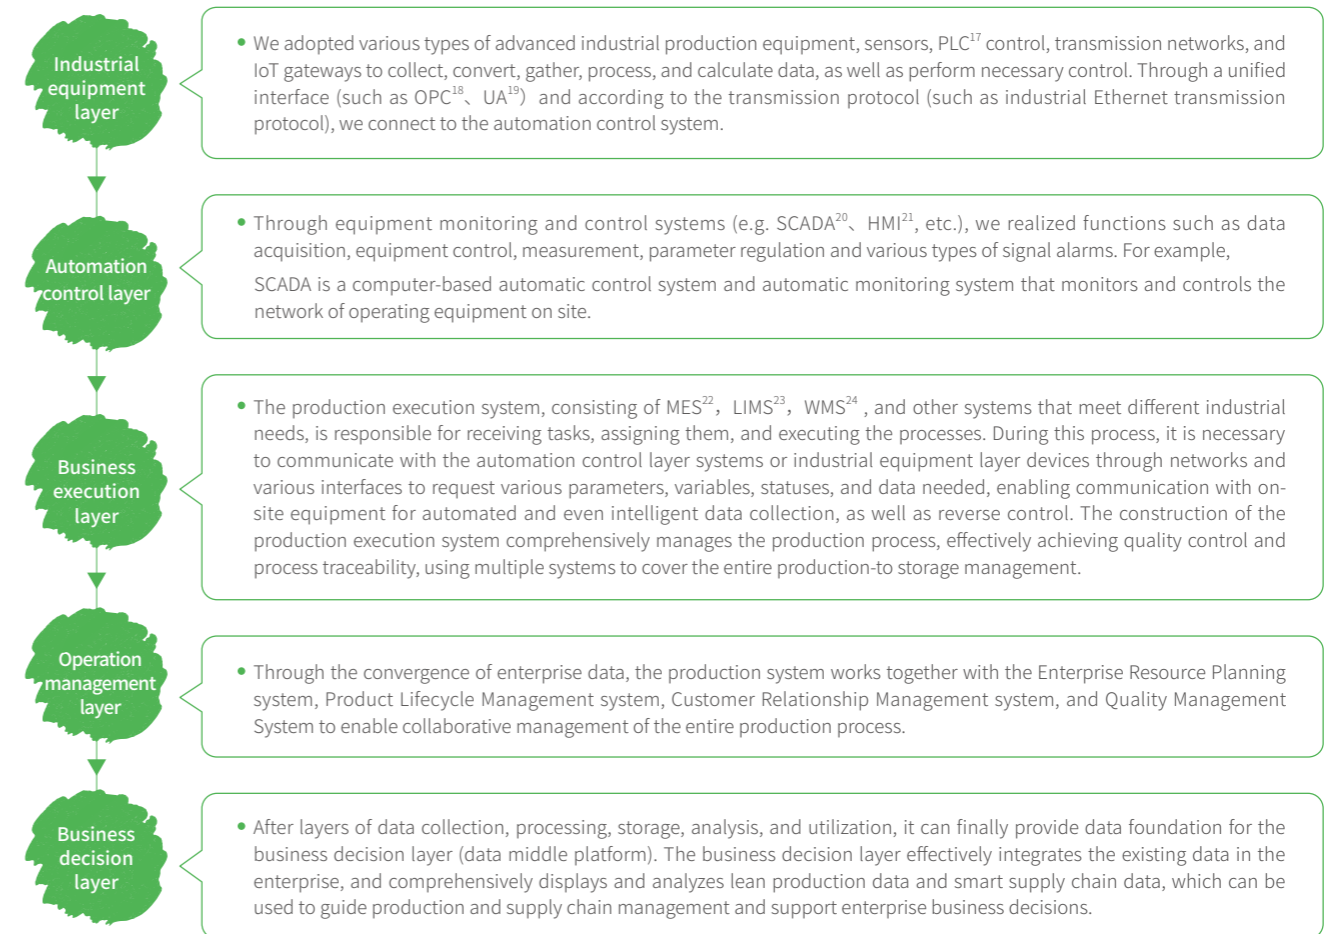 Industrial
equipment
layer
• We adopted various types of advanced industrial production equipment, sensors, PLC17 control, transmission networks, and
IoT gateways to collect, convert, gather, process, and calculate data, as well as perform necessary control. Through a unified
interface (such as OPC18、 UA19) and according to the transmission protocol (such as industrial Ethernet transmission
protocol), we connect to the automation control system.
Automation
control layer
• Through equipment monitoring and control systems (e.g. SCADA20、 HMI21, etc.), we realized functions such as data
acquisition, equipment control, measurement, parameter regulation and various types of signal alarms. For example,
SCADA is a computer-based automatic control system and automatic monitoring system that monitors and controls the
network of operating equipment on site.
Business
execution
layer
• The production execution system, consisting of MES22, LIMS23, WMS24 , and other systems that meet different industrial
needs, is responsible for receiving tasks, assigning them, and executing the processes. During this process, it is necessary
to communicate with the automation control layer systems or industrial equipment layer devices through networks and
various interfaces to request various parameters, variables, statuses, and data needed, enabling communication with on-
site equipment for automated and even intelligent data collection, as well as reverse control. The construction of the
production execution system comprehensively manages the production process, effectively achieving quality control and
process traceability, using multiple systems to cover the entire production-to storage management.
Operation
management
layer
• Through the convergence of enterprise data, the production system works together with the Enterprise Resource Planning
system, Product Lifecycle Management system, Customer Relationship Management system, and Quality Management
System to enable collaborative management of the entire production process.
Business
decision
layer
• After layers of data collection, processing, storage, analysis, and utilization, it can finally provide data foundation for the
business decision layer (data middle platform). The business decision layer effectively integrates the existing data in the
enterprise, and comprehensively displays and analyzes lean production data and smart supply chain data, which can be
used to guide production and supply chain management and support enterprise business decisions.